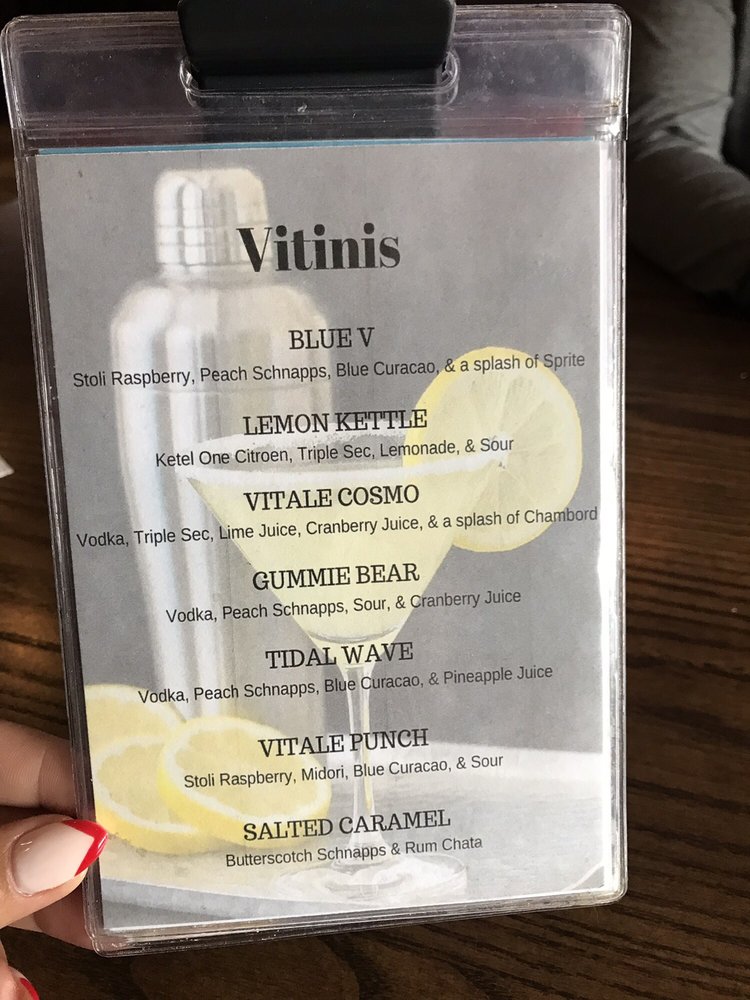 Vitinis
BLUE V
Stoli Raspberry, Peach Schnapps, Blue Curacao, & a splash of Sprite
LEMON KETTLE
Ketel One Citroen, Triple Sec, Lemonade, & Sour
VITALE COSMO
Vodka, Triple Sec, Lime Juice, Cranberry Juice, & a splash of Chambord
GUMMIE BEAR
Vodka, Peach Schnapps, Sour, & Cranberry Juice
TIDAL WAVE
Vodka, Peach Schnapps, Blue Curacao, & Pineapple Juice
VITALE PUNCH
Stoli Raspberry, Midori, Blue Curacao, & Sour
SALTED CARAMEL
Butterscotch Schnapps & Rum Chata